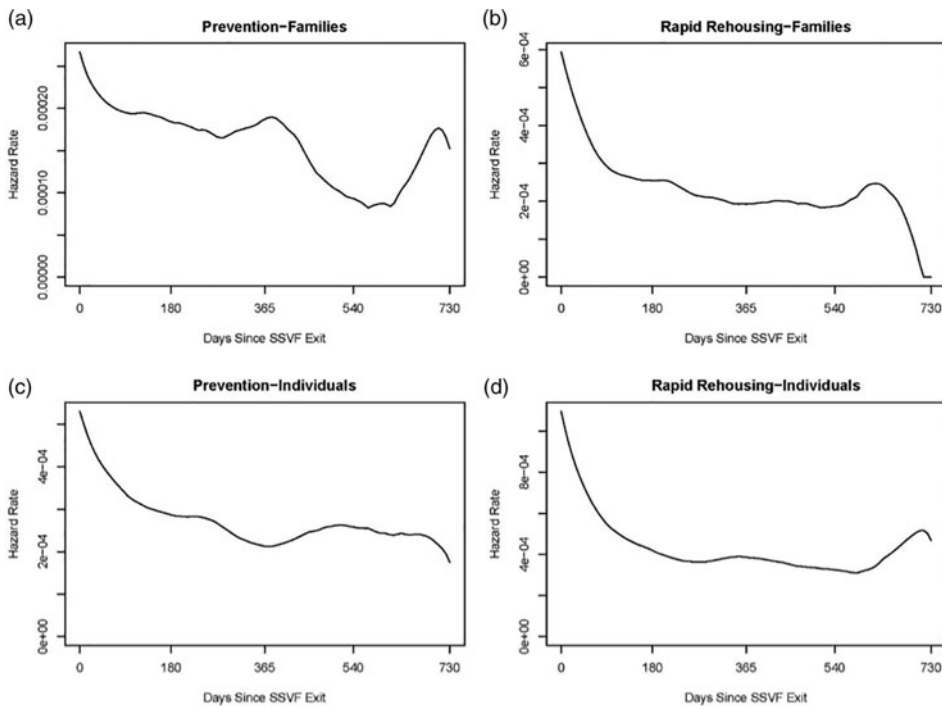 (a)
Prevention−Families
Hazard Rate
0.00000
0.00010
0.00020
0
180
365
540
730
Days Since SSVF Exit
(b)
Rapid Rehousing−Families
Hazard Rate
0e+00
2e−04
4e−04
6e−04
0
180
365
540
730
Days Since SSVF Exit
(c)
Prevention−Individuals
Hazard Rate
0e+00
2e−04
4e−04
0
180
365
540
730
Days Since SSVF Exit
(d)
Rapid Rehousing−Individuals
Hazard Rate
0e+00
4e−04
8e−04
0
180
365
540
730
Days Since SSVF Exit